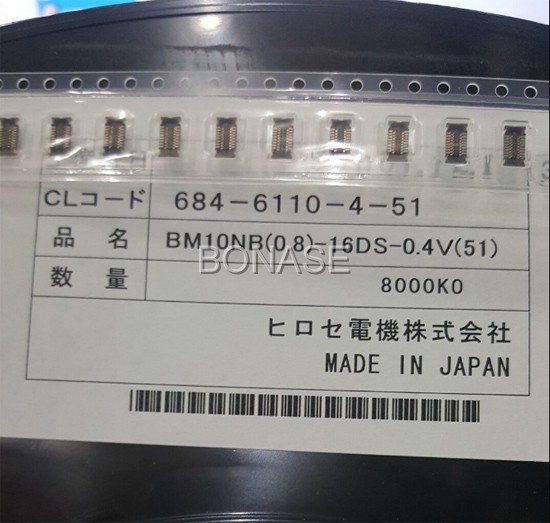 CLコード 684-6110-4-51
品 名 BM10NB(0.8)-16DS-0.4V(51)
BONASE
数 量 8000K0
ヒロセ電機株式会社
MADE IN JAPAN